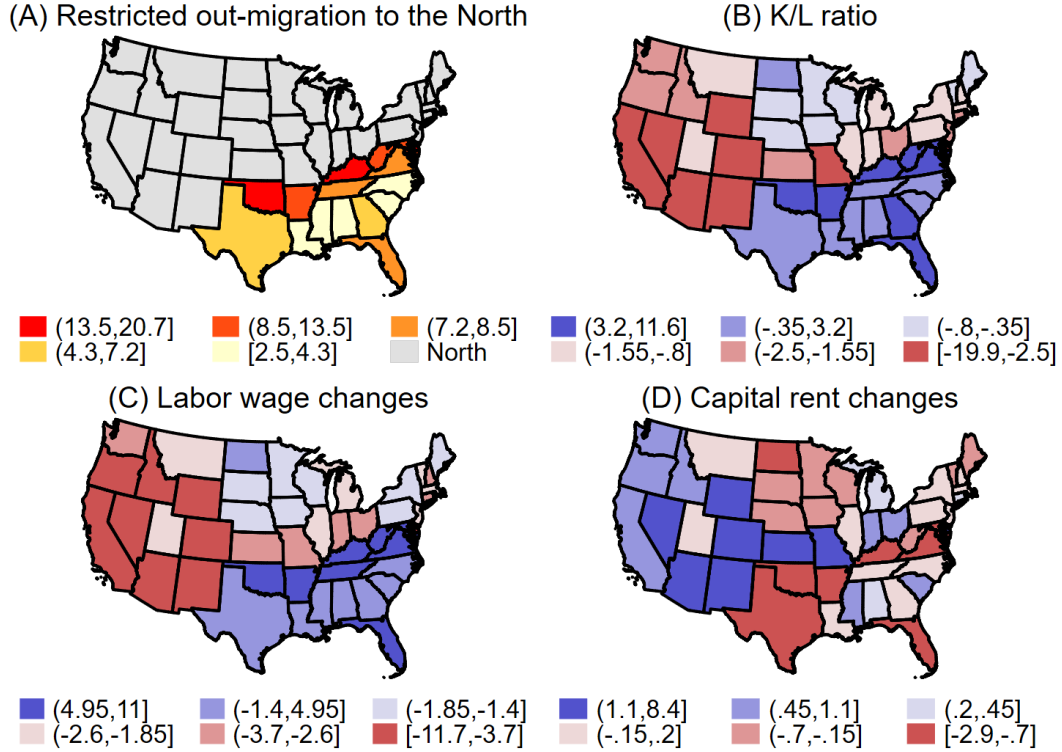 (A) Restricted out-migration to the North
(B) K/L ratio
(13.5,20.7] (8.5,13.5] (7.2,8.5]
(4.3,7.2] [2.5,4.3] North
(3.2,11.6] (-.35,3.2] (-.8,-.35]
(-1.55,-.8] (-2.5,-1.55] [-19.9,-2.5]
(C) Labor wage changes
(D) Capital rent changes
(4.95,11] (-1.4,4.95] (-1.85,-1.4]
(-2.6,-1.85] (-3.7,-2.6] [-11.7,-3.7]
(1.1,8.4] (.45,1.1] (.2,.45]
(-.15,.2] (-.7,-.15] [-2.9,-.7]